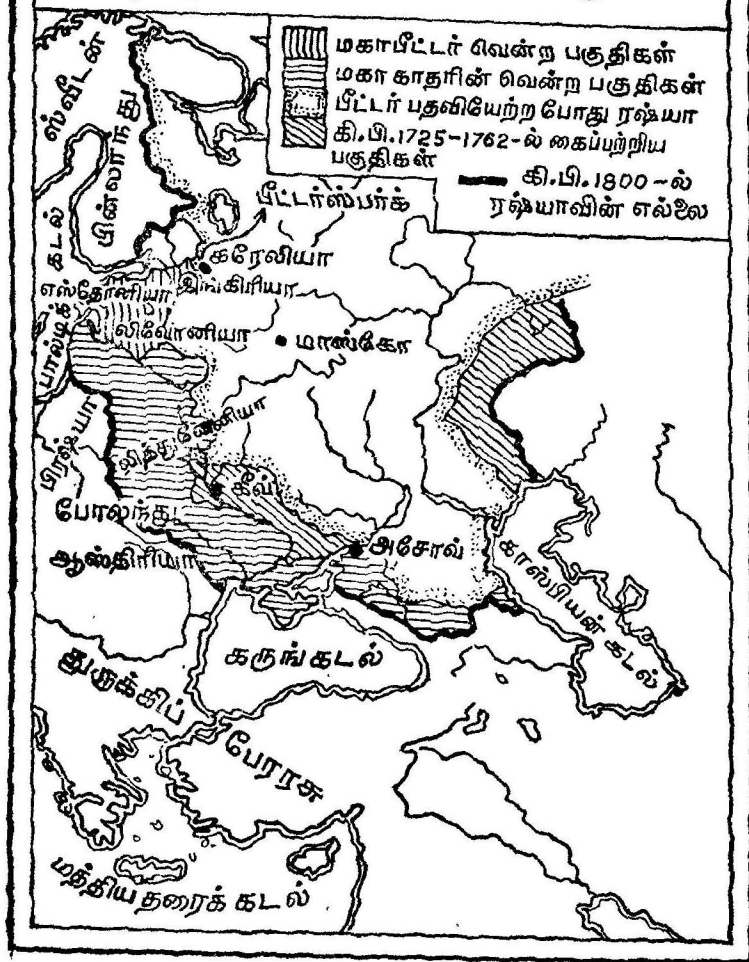 மகாபீட்டர் வென்ற பகுதிகள்
மகா காதரின் வென்ற பகுதிகள்
பீட்டர் பதவியேற்ற போது ரஷ்யா
கி.பி.1725-1762-ல் கைப்பற்றிய
பகுதிகள்
கி.பி.1800-ல்
ரஷ்யாவின் எல்லை
ஸ்வீடன்
பின்லாந்து
பீட்டர்ஸ்பர்க்
கரேலியா
இங்கிரியா
எஸ்தோனியா
லிவோனியா
பால்டிக் கடல்
மாஸ்கோ
பிரஷ்யா
லித்துவேனியா
கீவ்
போலந்து
ஆஸ்திரியா
அசோவ்
காஸ்பியன் கடல்
கருங்கடல்
துருக்கிப்
பேரரசு
மத்திய தரைக் கடல்